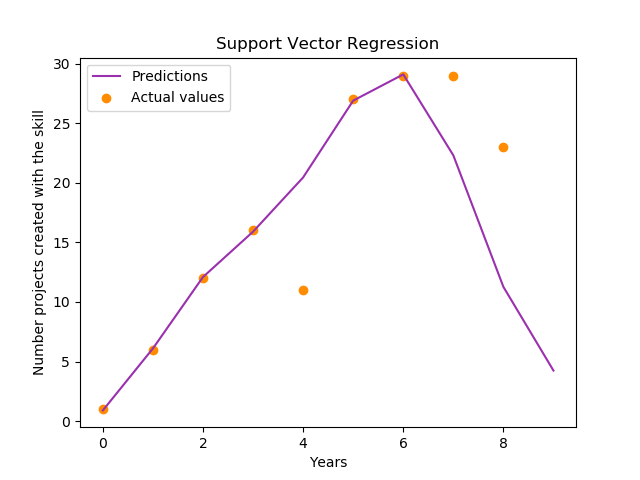 Support Vector Regression
Predictions
Actual values
30
25
20
15
10
5
0
Number projects created with the skill
0 2 4 6 8
Years